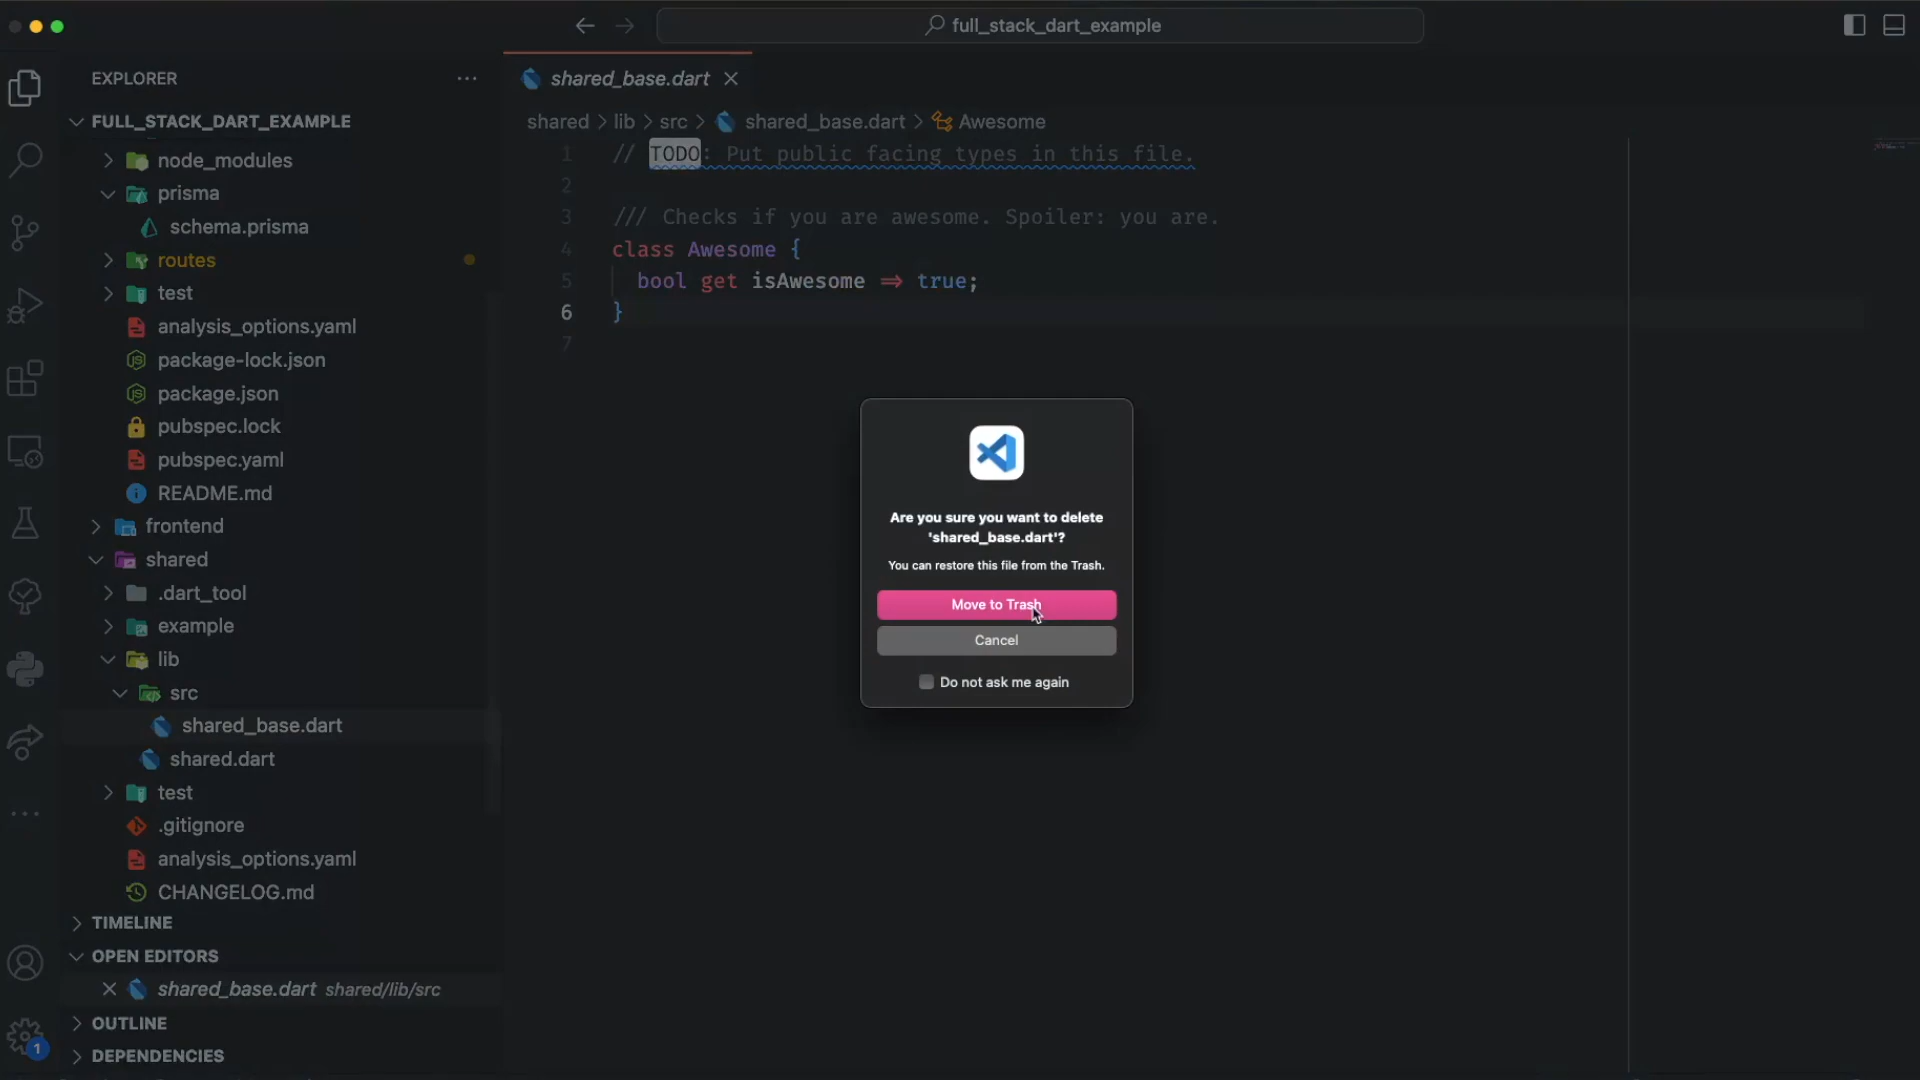 full_stack_dart_example
EXPLORER
FULL_STACK_DART_EXAMPLE
node_modules
prisma
schema.prisma
routes
test
analysis_options.yaml
package-lock.json
package.json
pubspec.lock
pubspec.yaml
README.md
frontend
shared
.dart_tool
example
lib
src
shared_base.dart
shared.dart
test
.gitignore
analysis_options.yaml
CHANGELOG.md
TIMELINE
OPEN EDITORS
shared_base.dart shared/lib/src
OUTLINE
DEPENDENCIES
1
shared_base.dart
shared > lib > src > shared_base.dart > Awesome
1 // TODO: Put public facing types in this file.
2
3 /// Checks if you are awesome. Spoiler: you are.
4 class Awesome {
5 bool get isAwesome => true;
6 }
7
Are you sure you want to delete
'shared_base.dart'?
You can restore this file from the Trash.
Move to Trash
Cancel
Do not ask me again